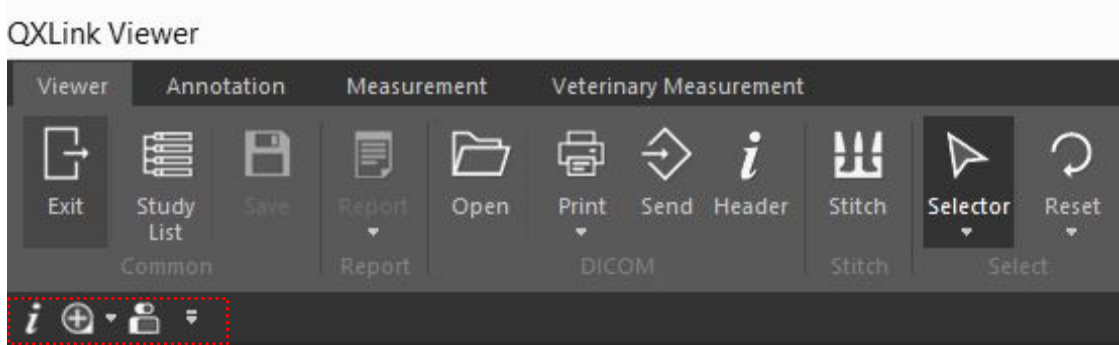 QXLink Viewer
Viewer Annotation Measurement Veterinary Measurement
Exit Study List Save Report Open Print Send Header Stitch Selector Reset
Common Report DICOM Stitch Select